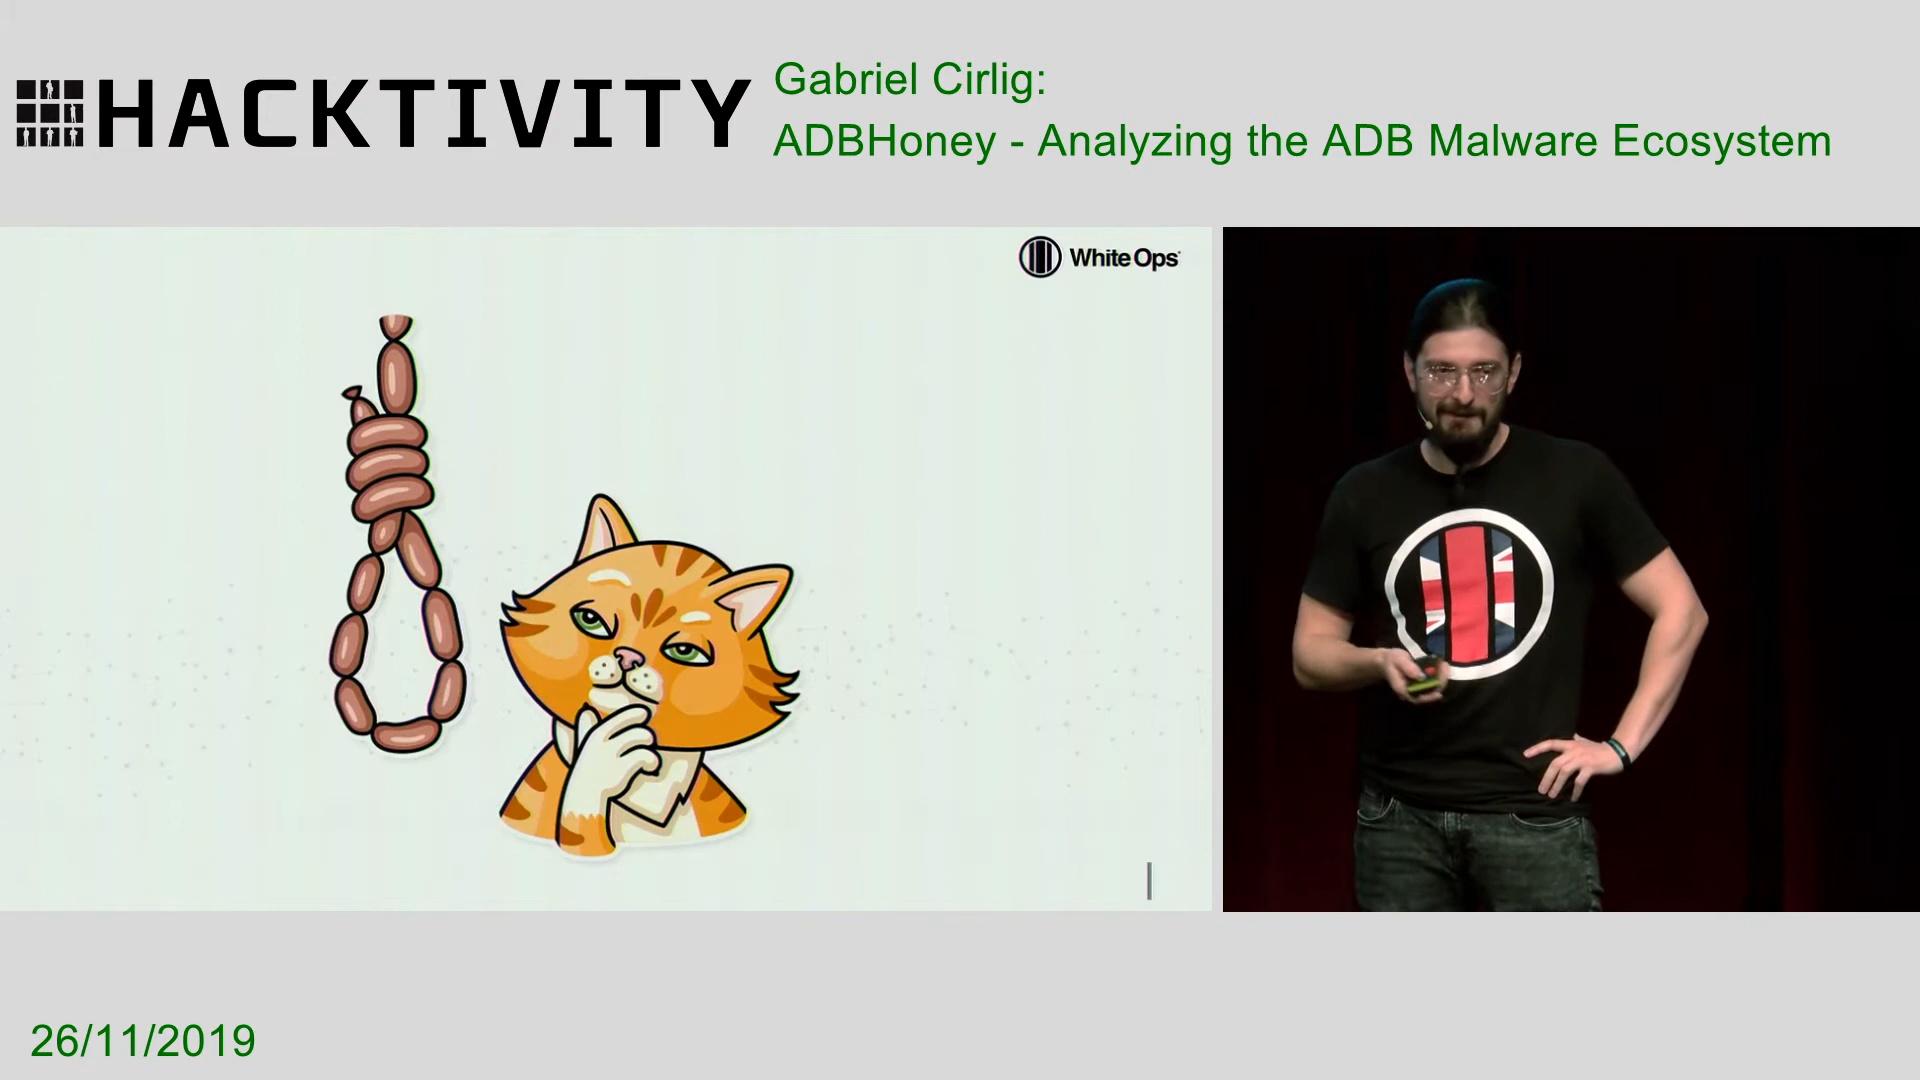 HACKTIVITY
Gabriel Cirlig:
ADBHoney - Analyzing the ADB Malware Ecosystem
White Ops
26/11/2019